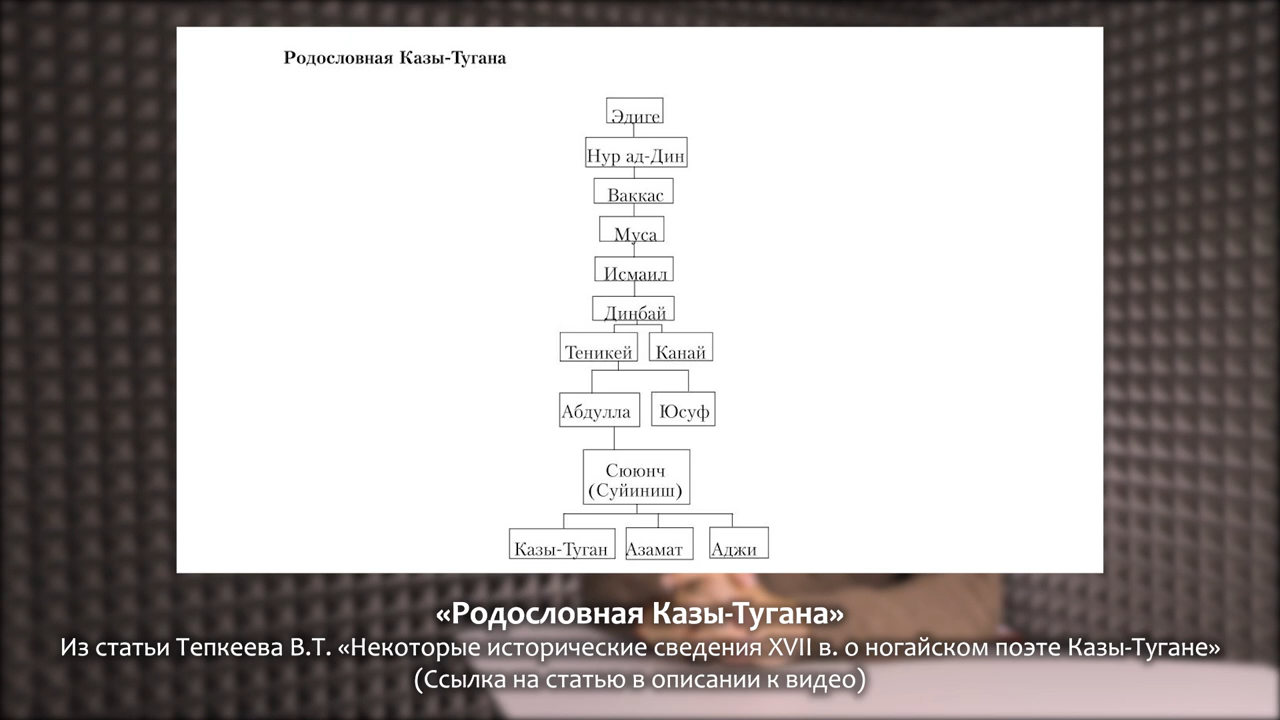 Родословная Казы-Тугана
Эдиге
Нур ад-Дин
Ваккас
Муса
Исмаил
Динбай
Теникей Канай
Абдулла Юсуф
Сююнч
(Суйиниш)
Казы-Туган Азамат Аджи
«Родословная Казы-Тугана»
Из статьи Тепкеева В.Т. «Некоторые исторические сведения XVII в. о ногайском поэте Казы-Тугане»
(Ссылка на статью в описании к видео)